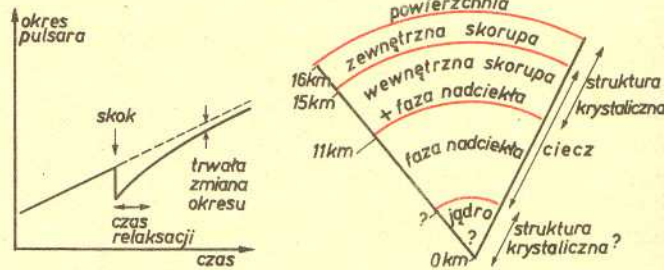 okres
pulsara
skok
trwała
zmiana
okresu
czas
relaksacji
czas
powierzchnia
zewnętrzna skorupa
16km
15km
wewnętrzna skorupa
+ faza nadciekła
11km
faza nadciekła
?
jądro
?
0km
struktura
krystaliczna
ciecz
struktura
krystaliczna?